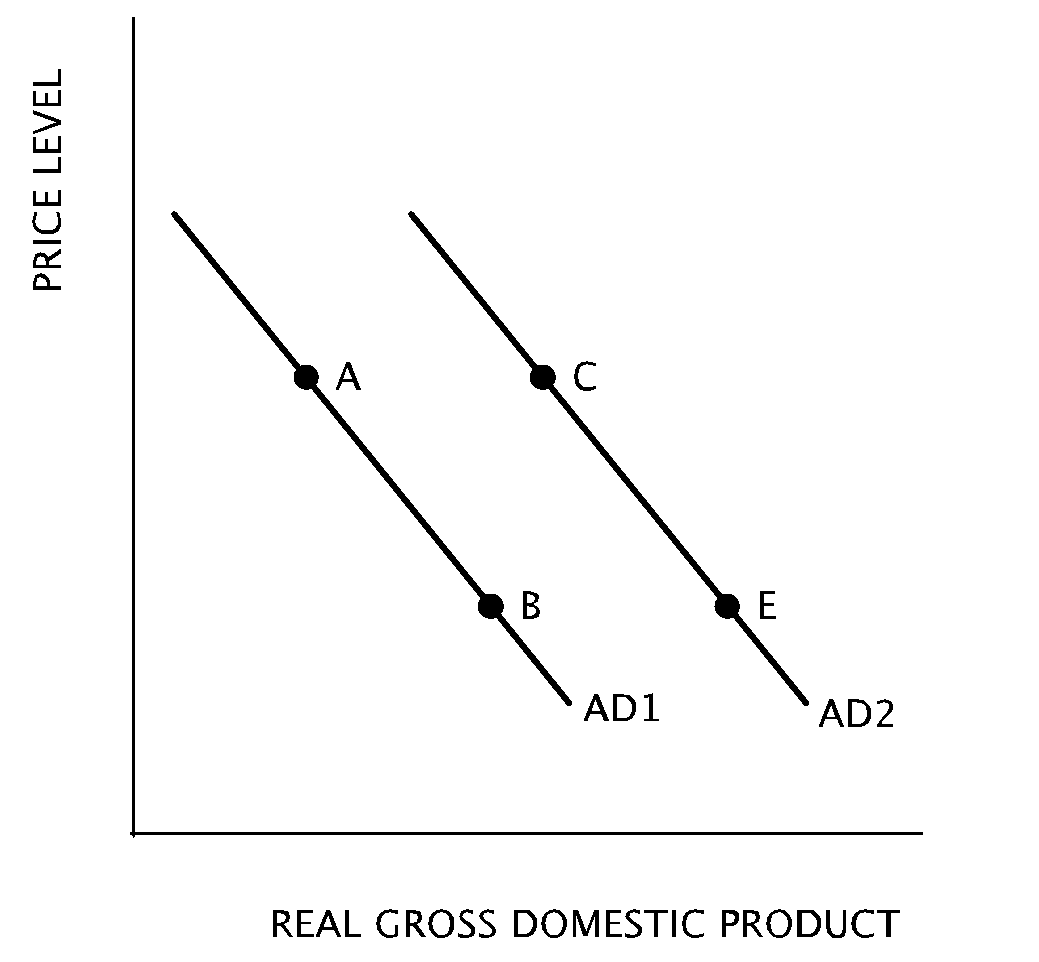 PRICE LEVEL
A
C
B
E
AD1
AD2
REAL GROSS DOMESTIC PRODUCT